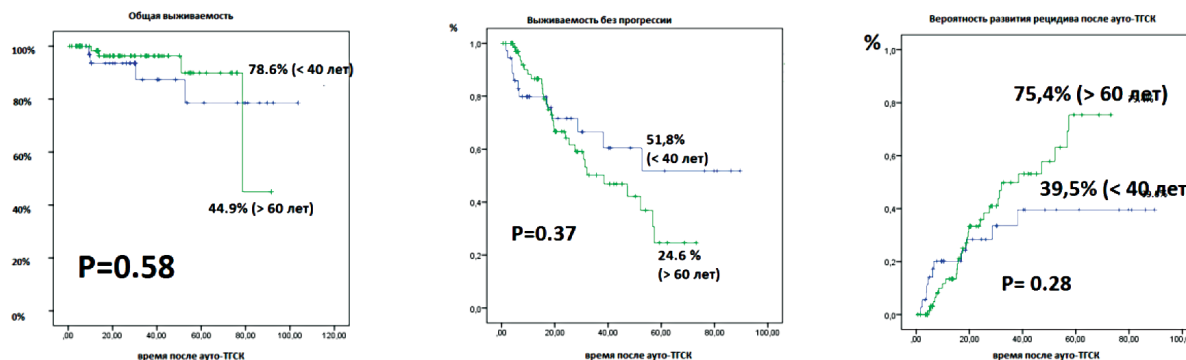 Общая выживаемость
100%
80%
60%
40%
20%
0%
78.6% (< 40 лет)
44.9% (> 60 лет)
P=0.58
,00 20,00 40,00 60,00 80,00 100,00 120,00
время после ауто-ТГСК
Выживаемость без прогрессии
%
1,0
0,8
0,6
0,4
0,2
0,0
51,8%
(< 40 лет)
24.6 %
(> 60 лет)
P=0.37
,00 20,00 40,00 60,00 80,00 100,00
время после ауто-ТГСК
Вероятность развития рецидива после ауто-ТГСК
%
1,0
0,8
0,6
0,4
0,2
0,0
75,4% (> 60 лет)
39,5% (< 40 лет
P= 0.28
,00 20,00 40,00 60,00 80,00 100,00
время после ауто-ТГСК